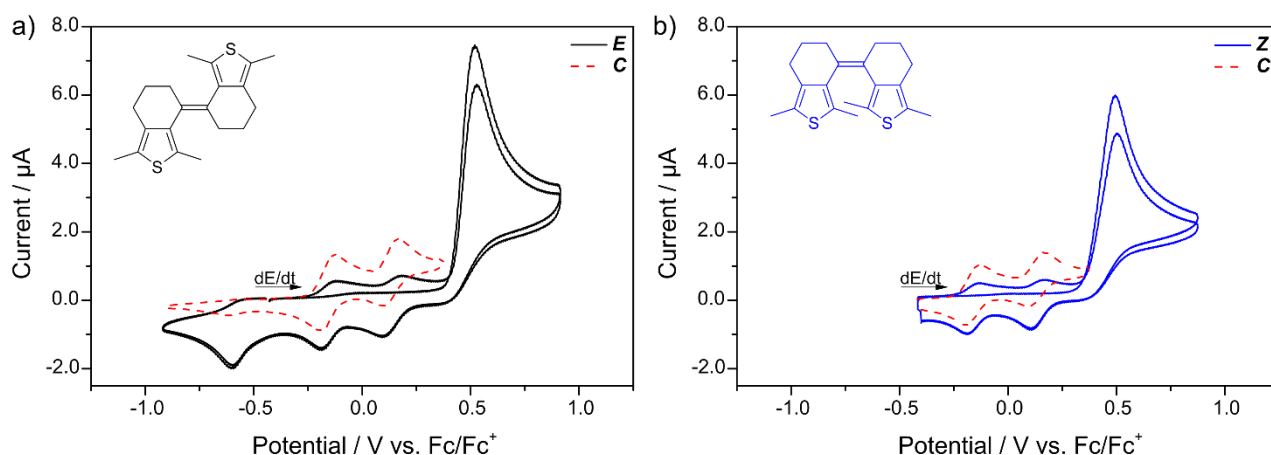 a)
8.0
6.0
4.0
2.0
0.0
-2.0
Current / µA
S
S
E
C
dE/dt
-1.0 -0.5 0.0 0.5 1.0
Potential / V vs. Fc/Fc⁺
b)
8.0
6.0
4.0
2.0
0.0
-2.0
Current / µA
S S
Z
C
dE/dt
-1.0 -0.5 0.0 0.5 1.0
Potential / V vs. Fc/Fc⁺